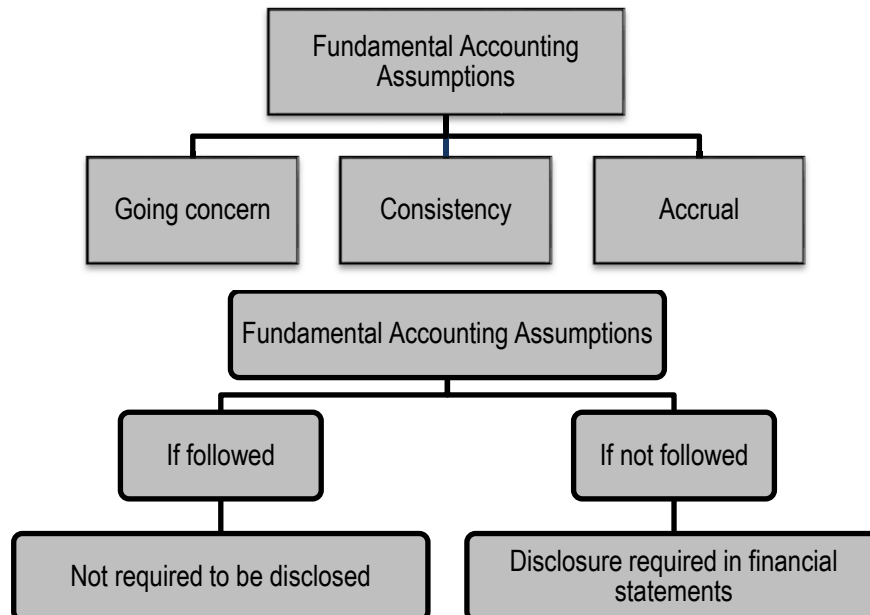 Fundamental Accounting
Assumptions
Going concern
Consistency
Accrual
Fundamental Accounting Assumptions
If followed
If not followed
Not required to be disclosed
Disclosure required in financial
statements